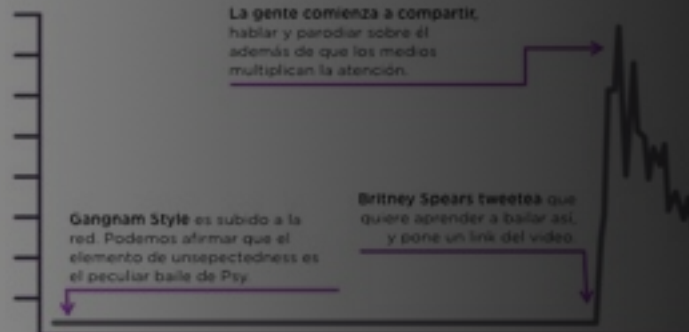 La gente comienza a compartir,
hablar y parodiar sobre él
además de que los medios
multiplican la atención.
Britney Spears tweetea que
quiere aprender a bailar así,
y pone un link del video.
Gangnam Style es subido a la
red. Podemos afirmar que el
elemento de unsepectedness es
el peculiar baile de Psy.